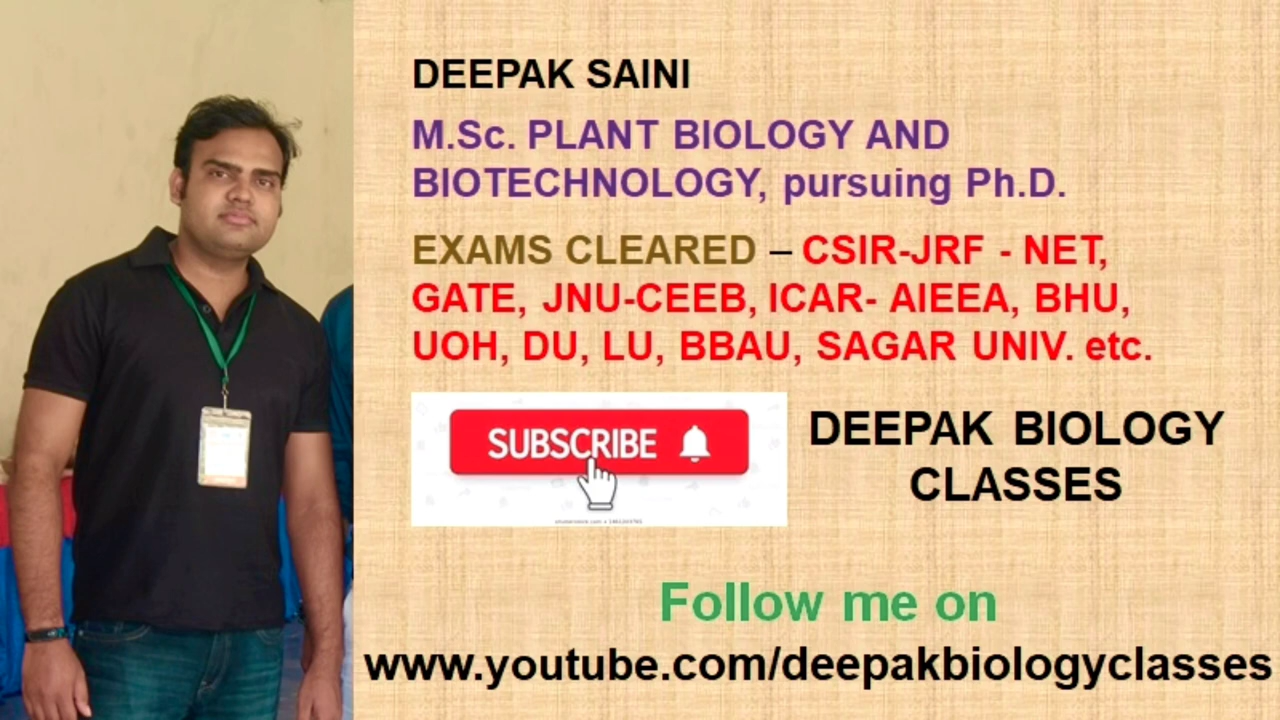 DEEPAK SAINI
M.Sc. PLANT BIOLOGY AND
BIOTECHNOLOGY, pursuing Ph.D.
EXAMS CLEARED – CSIR-JRF - NET,
GATE, JNU-CEEB, ICAR- AIEEA, BHU,
UOH, DU, LU, BBAU, SAGAR UNIV. etc.
SUBSCRIBE
DEEPAK BIOLOGY
CLASSES
Follow me on
www.youtube.com/deepakbiologyclasses